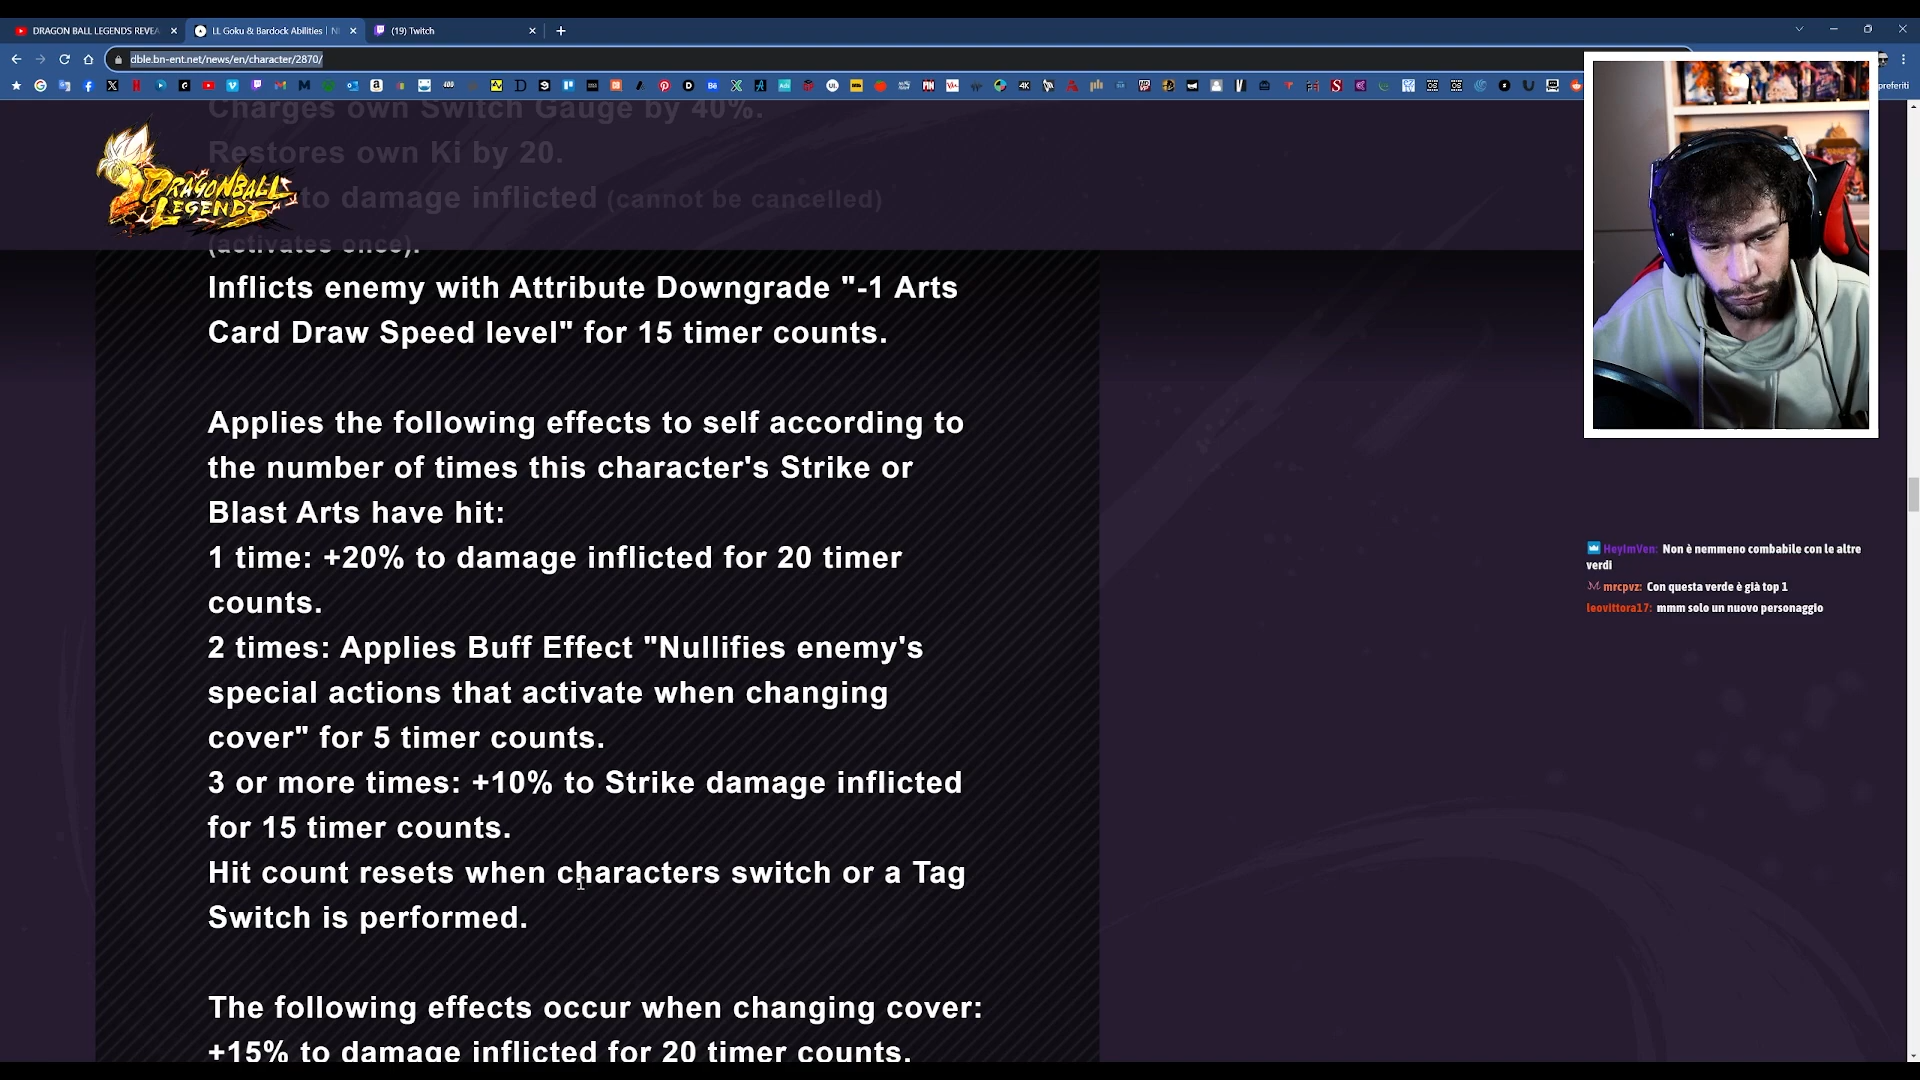 DRAGON BALL LEGENDS REVEA
LL Goku & Bardock Abilities | N
(19) Twitch
dble.bn-ent.net/news/en/character/2870/
preferiti
Charges own Switch Gauge by 40%.
Restores own Ki by 20.
to damage inflicted (cannot be cancelled)
(activates once).
DRAGONBALL
LEGENDS
Inflicts enemy with Attribute Downgrade "-1 Arts
Card Draw Speed level" for 15 timer counts.
Applies the following effects to self according to
the number of times this character's Strike or
Blast Arts have hit:
1 time: +20% to damage inflicted for 20 timer
counts.
2 times: Applies Buff Effect "Nullifies enemy's
special actions that activate when changing
cover" for 5 timer counts.
3 or more times: +10% to Strike damage inflicted
for 15 timer counts.
Hit count resets when characters switch or a Tag
Switch is performed.
The following effects occur when changing cover:
+15% to damage inflicted for 20 timer counts.
HeyImVen: Non è nemmeno combabile con le altre
verdi
mrcpvz: Con questa verde è già top 1
leovittora17: mmm solo un nuovo personaggio